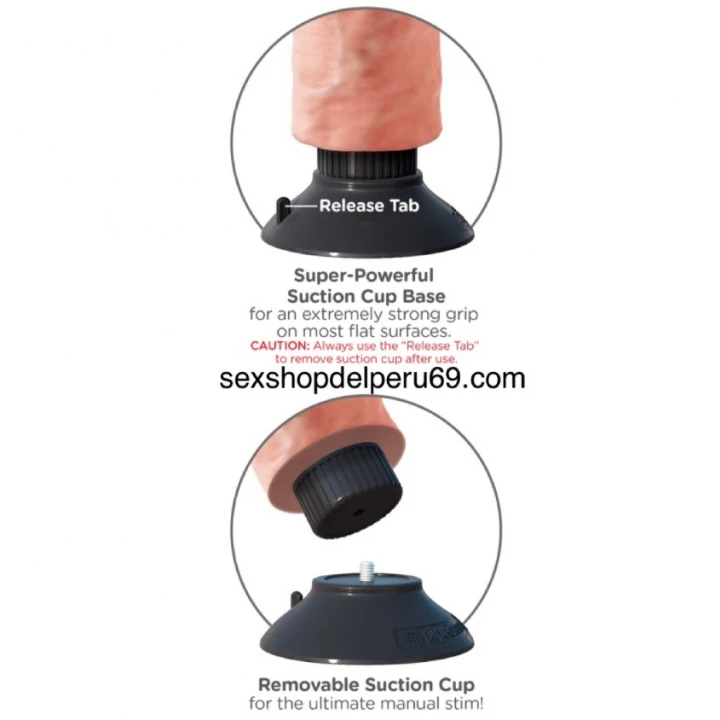 Release Tab
Super-Powerful
Suction Cup Base
for an extremely strong grip
on most flat surfaces.
CAUTION: Always use the "Release Tab"
to remove suction cup after use.
sexshopdelperu69.com
Removable Suction Cup
for the ultimate manual stim!